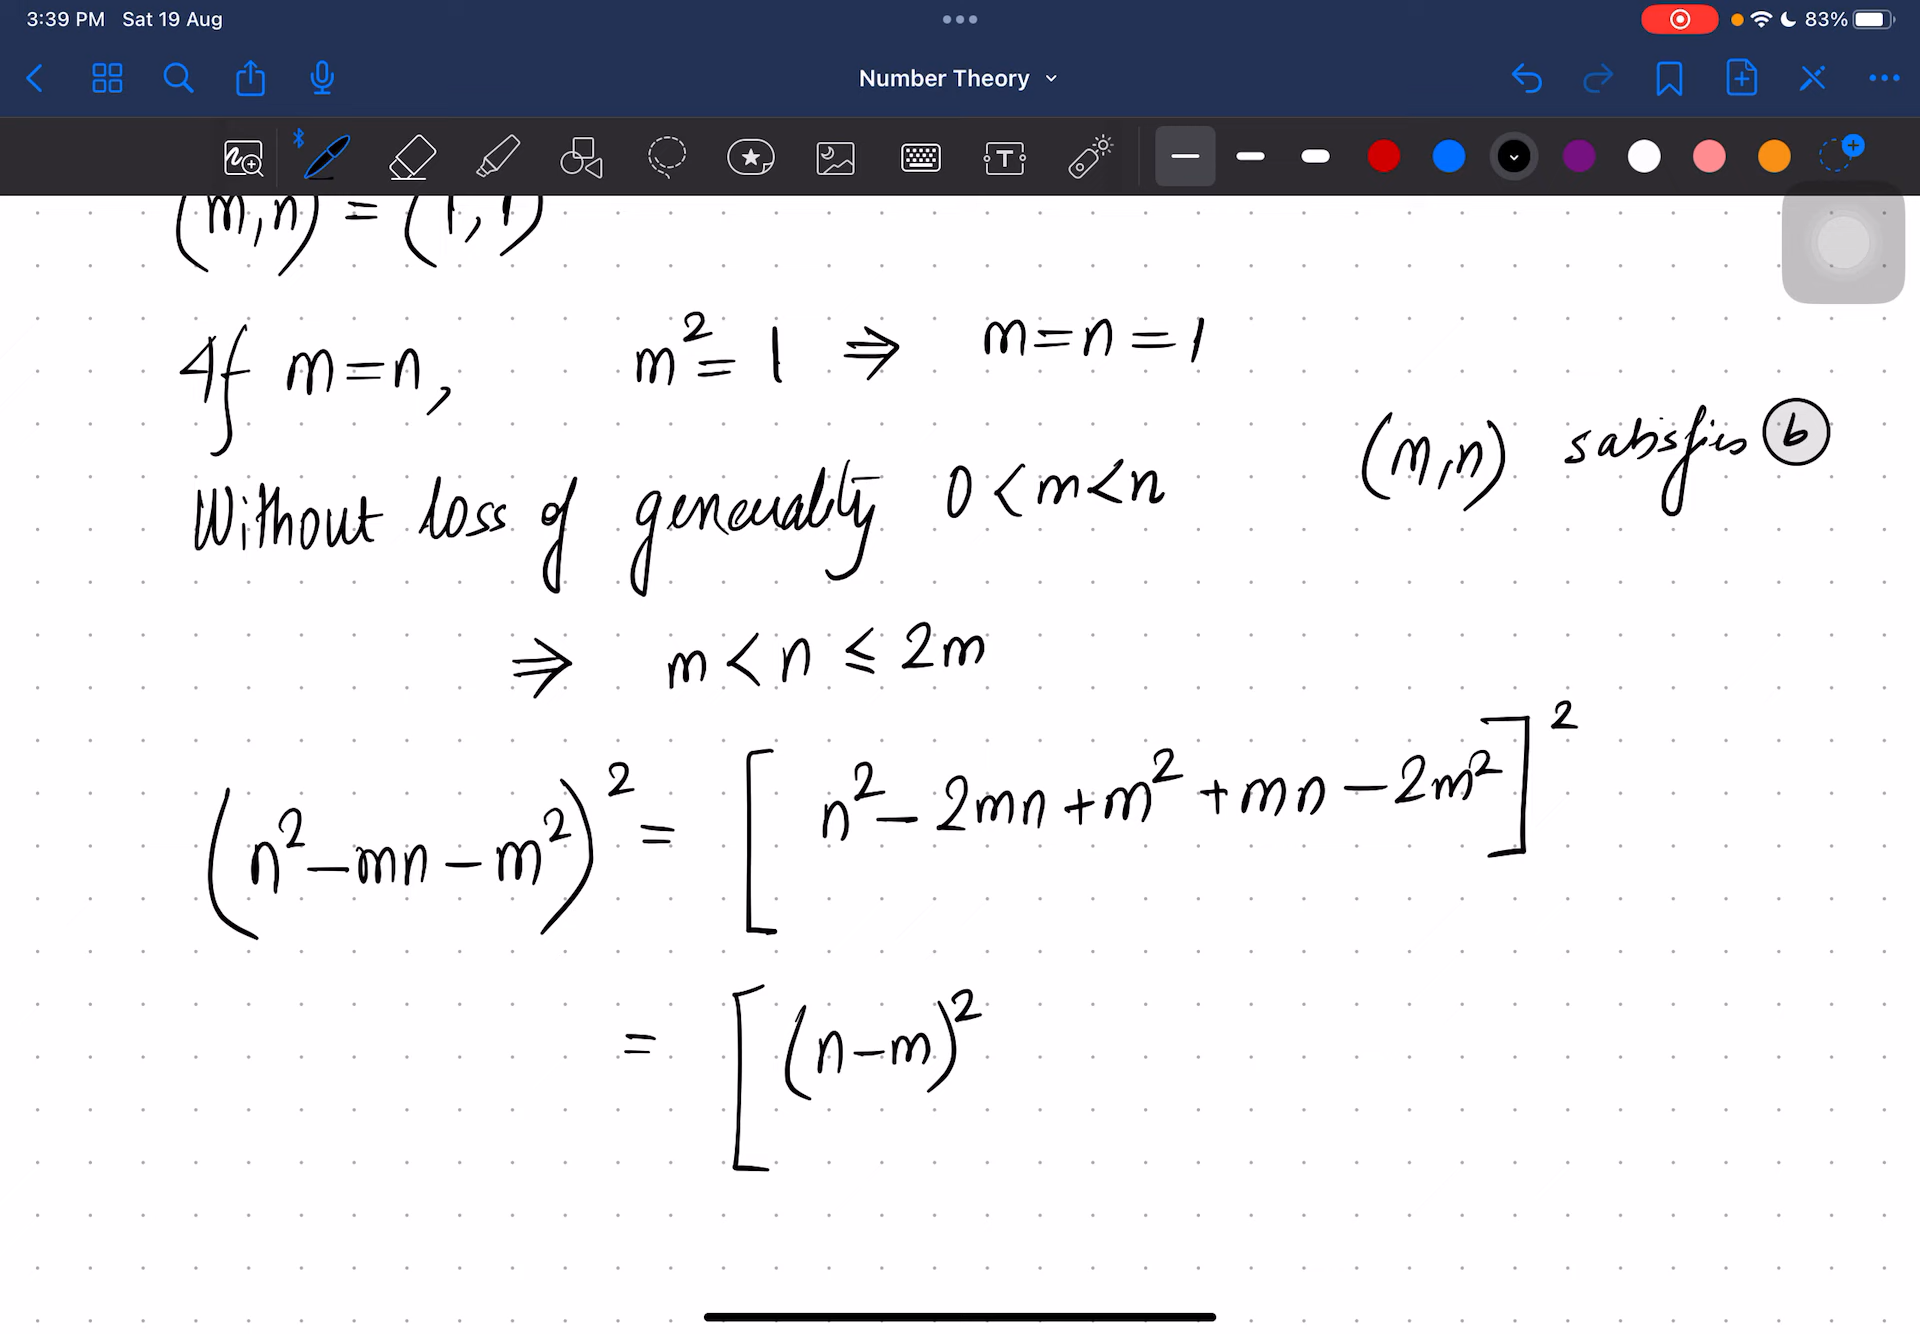 3:39 PM Sat 19 Aug
83%
Number Theory
T
(m,n) = (1,1)
If m=n, m² = 1 ⇒ m=n=1
(m,n) satisfies ⓑ
Without loss of generality 0<m<n
⇒ m<n≤2m
(n²-mn-m²)² = [n²-2mn+m²+mn-2m²]²
= [(n-m)²